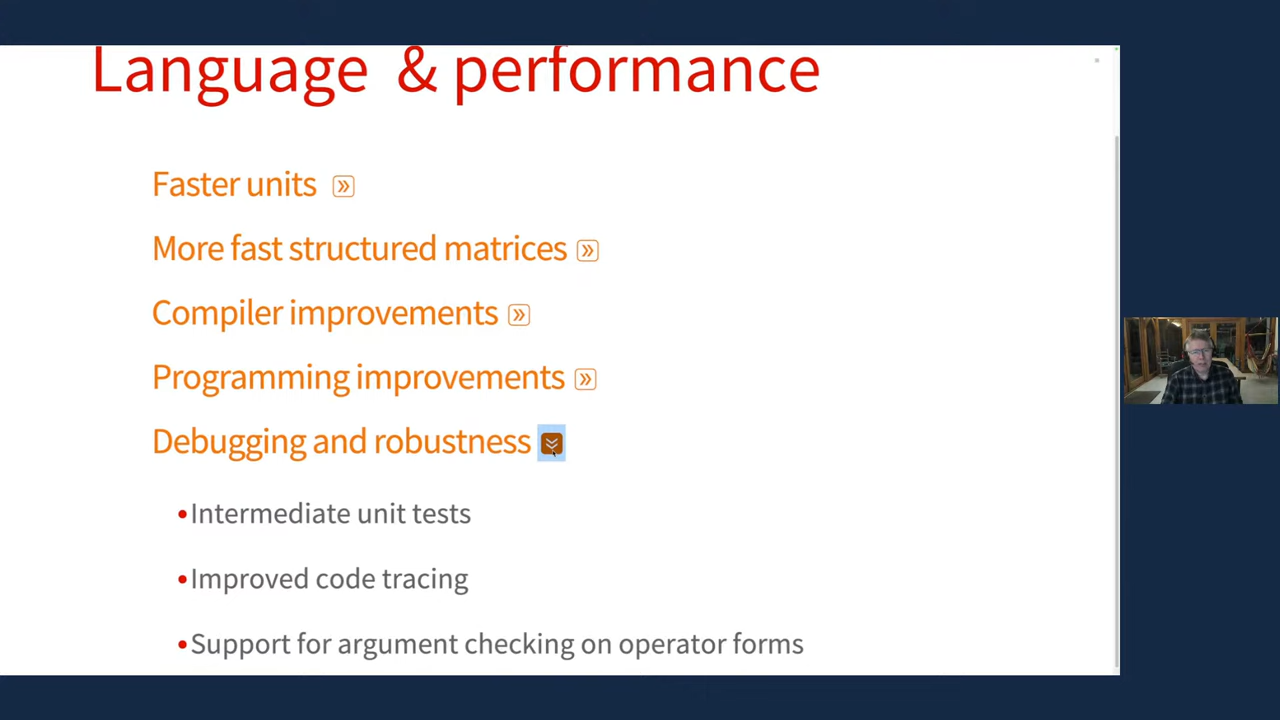 Language & performance
Faster units
More fast structured matrices
Compiler improvements
Programming improvements
Debugging and robustness
•Intermediate unit tests
•Improved code tracing
•Support for argument checking on operator forms